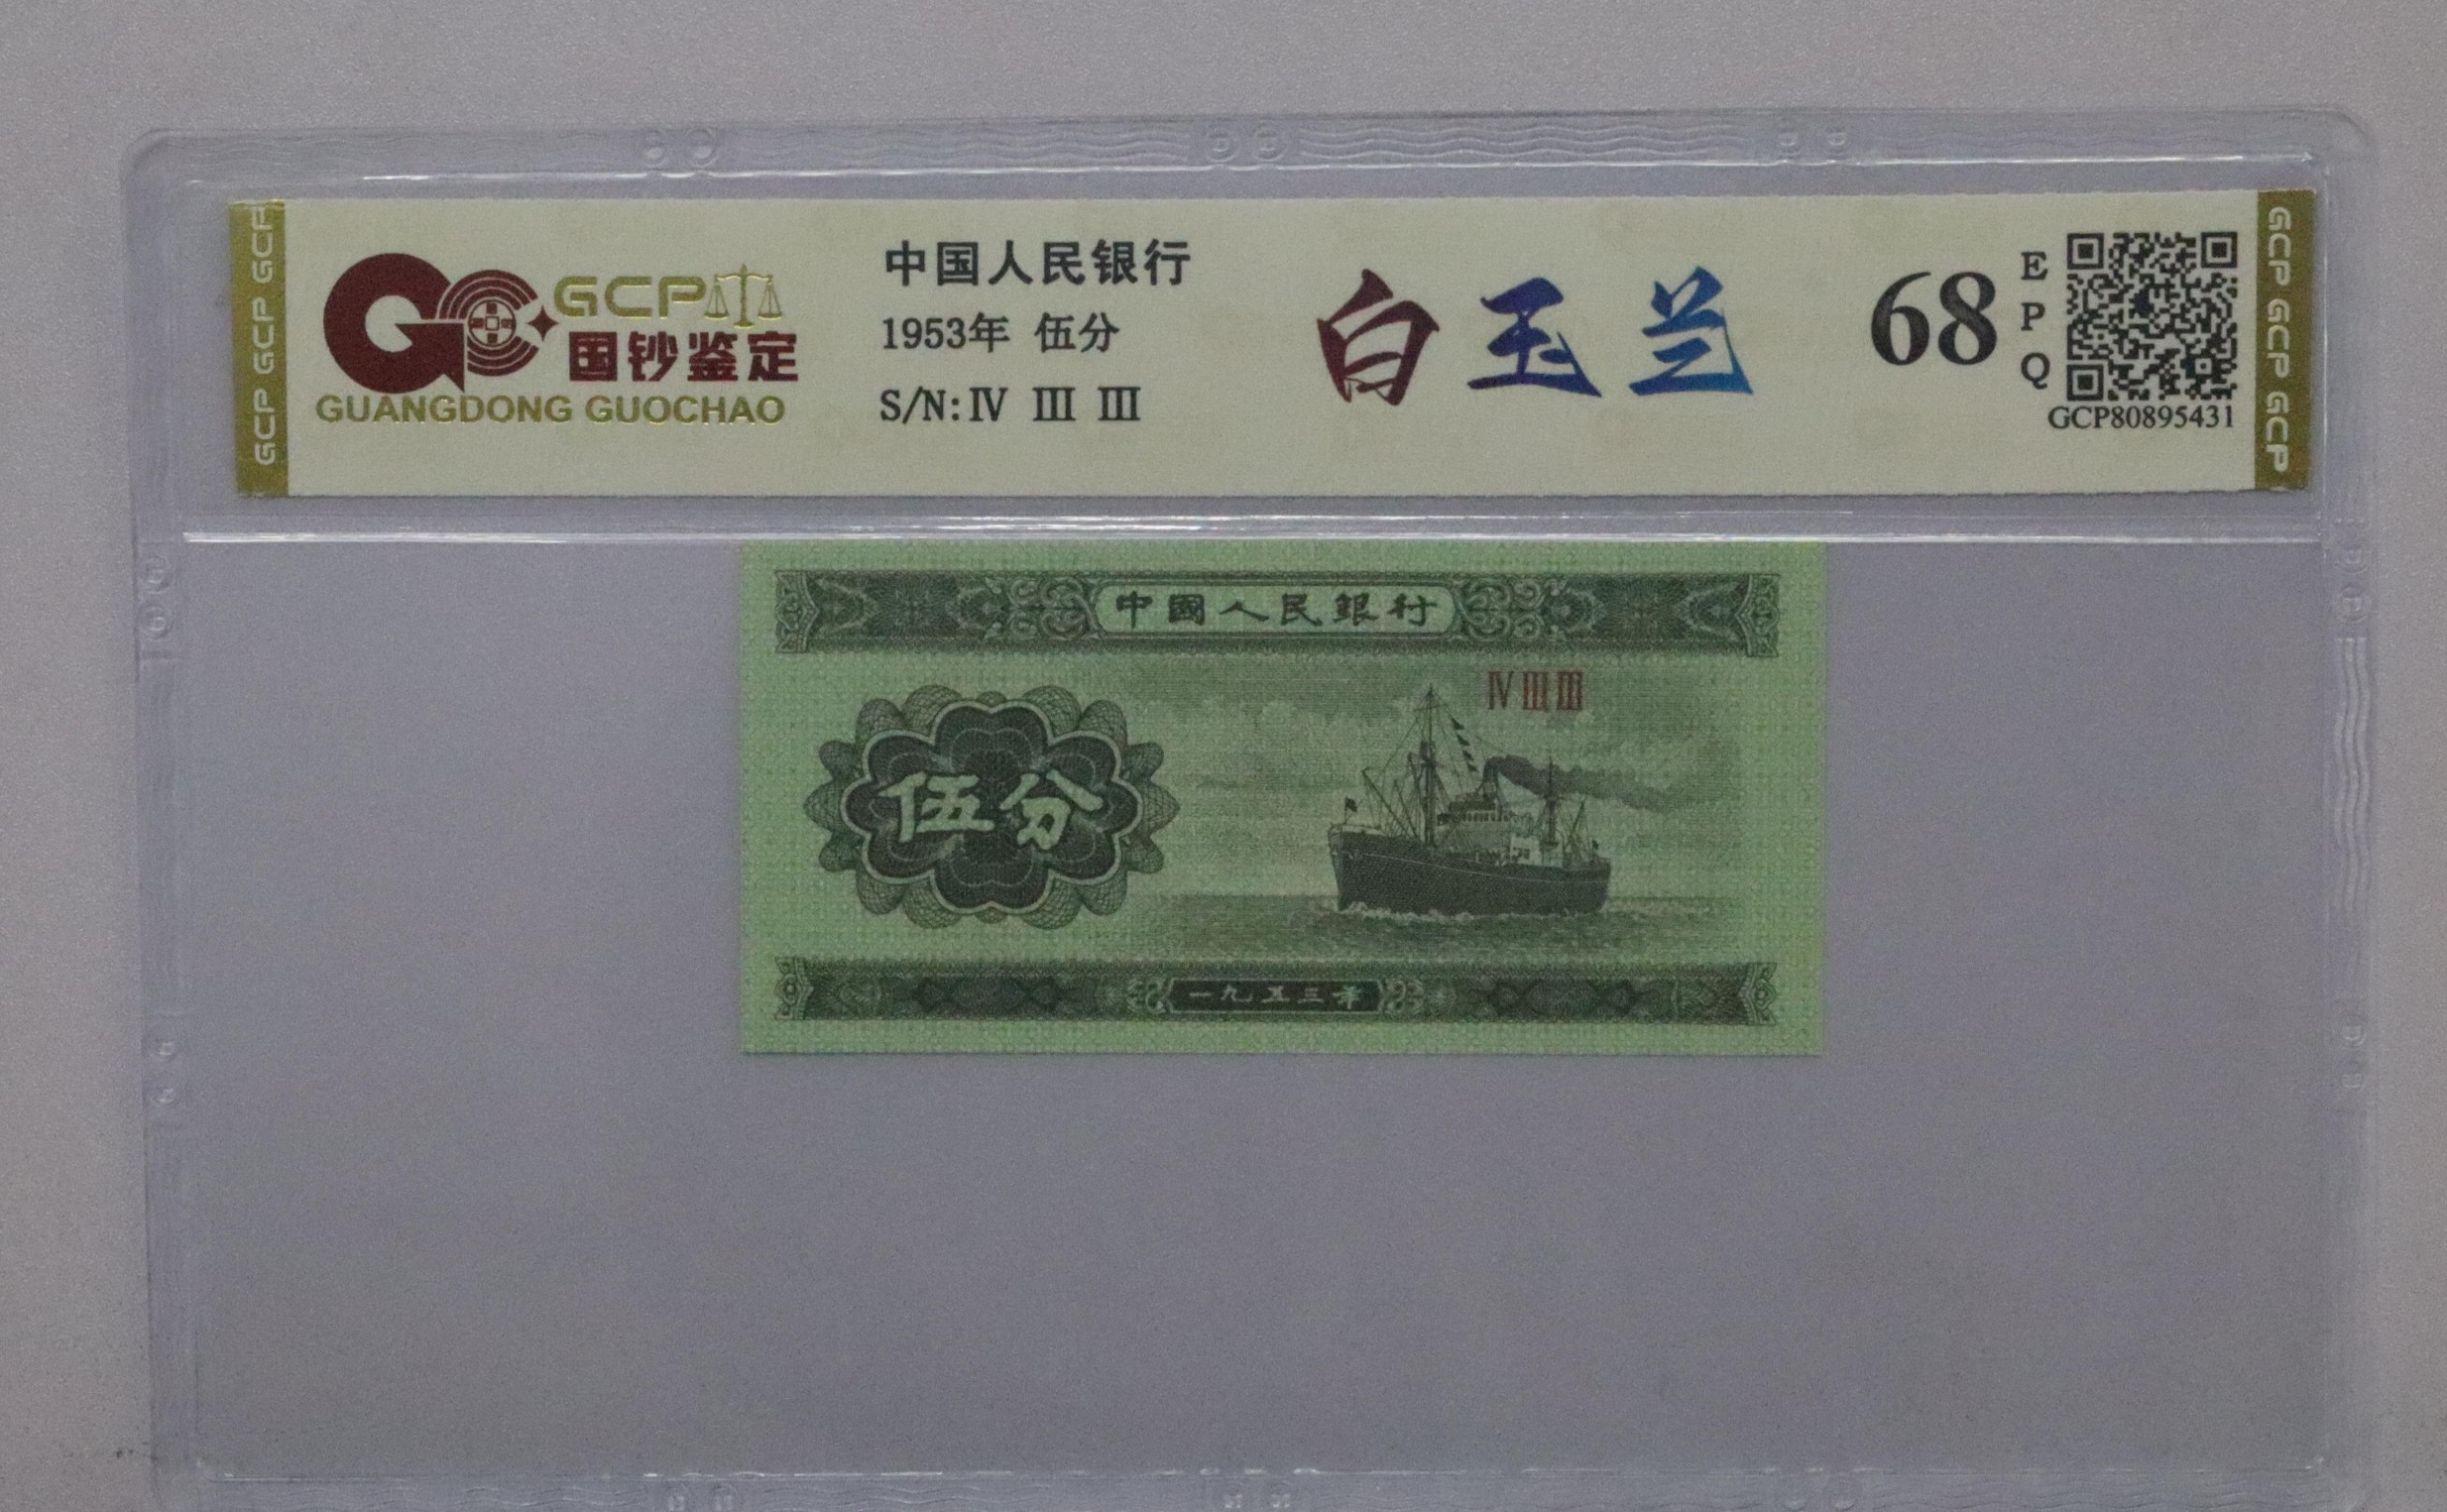 GCP GCP GCP
GCP
国钞鉴定
GUANGDONG GUOCHAO
中国人民银行
1953年 伍分
S/N:Ⅳ Ⅲ Ⅲ
白玉兰
68
EPQ
GCP80895431
GCP GCP GCP
中國人民銀行
Ⅳ Ⅲ Ⅲ
伍分
一九五三年